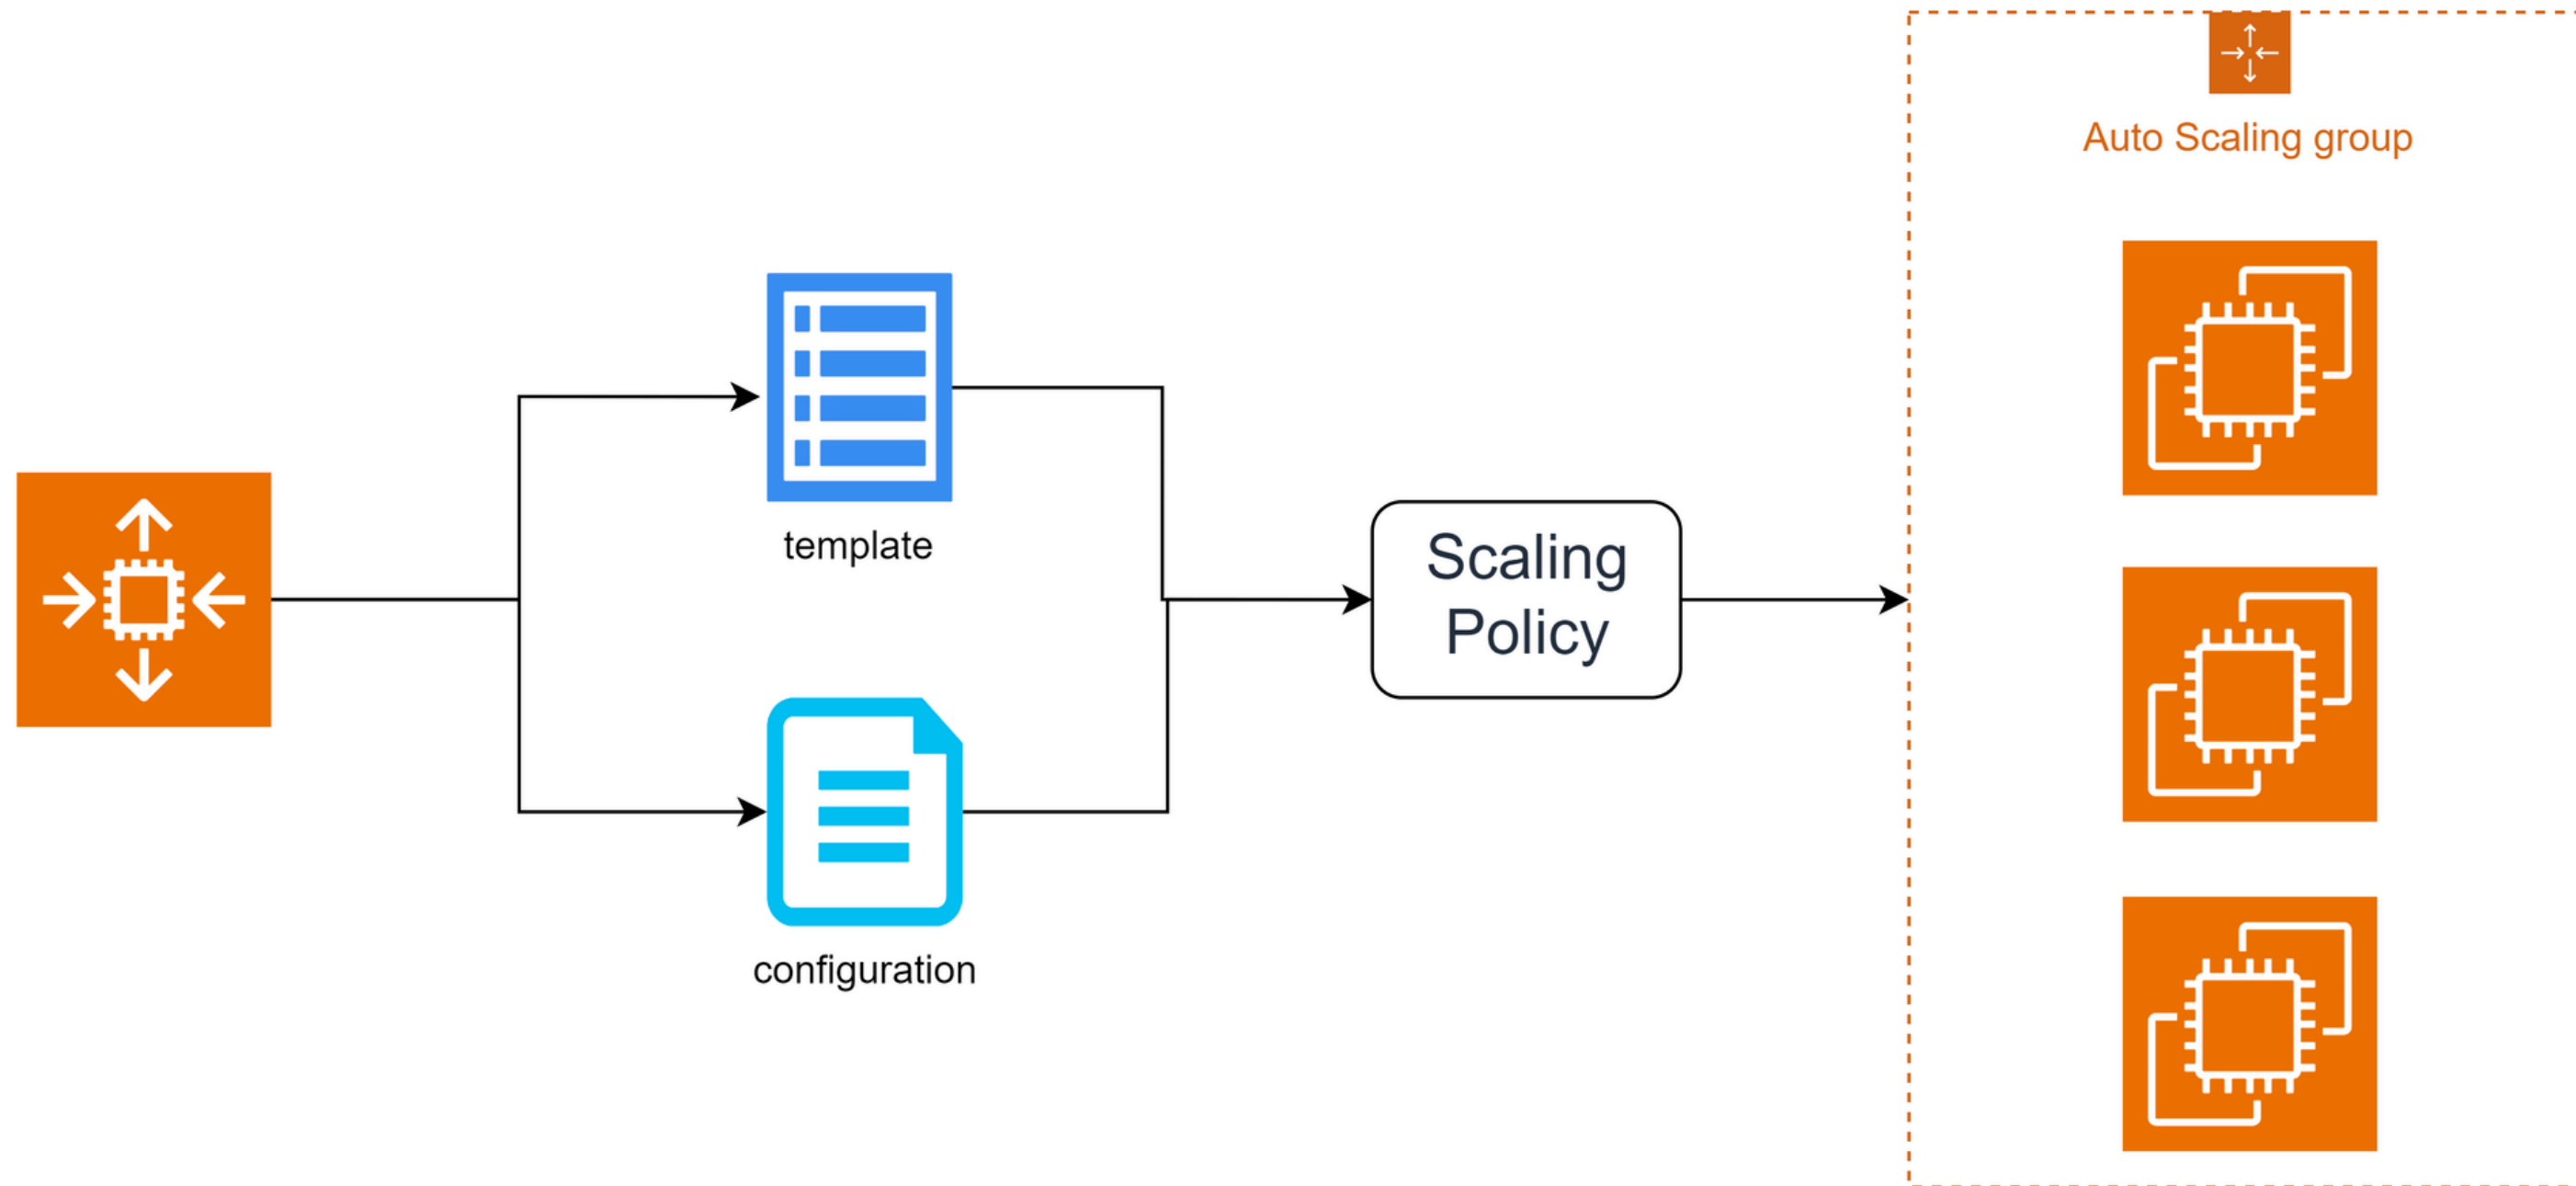 Auto Scaling group
template
Scaling
Policy
configuration